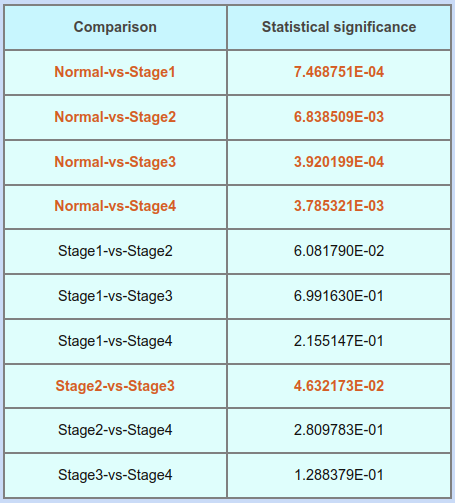 Comparison Statistical significance
Normal-vs-Stage1 7.468751E-04
Normal-vs-Stage2 6.838509E-03
Normal-vs-Stage3 3.920199E-04
Normal-vs-Stage4 3.785321E-03
Stage1-vs-Stage2 6.081790E-02
Stage1-vs-Stage3 6.991630E-01
Stage1-vs-Stage4 2.155147E-01
Stage2-vs-Stage3 4.632173E-02
Stage2-vs-Stage4 2.809783E-01
Stage3-vs-Stage4 1.288379E-01